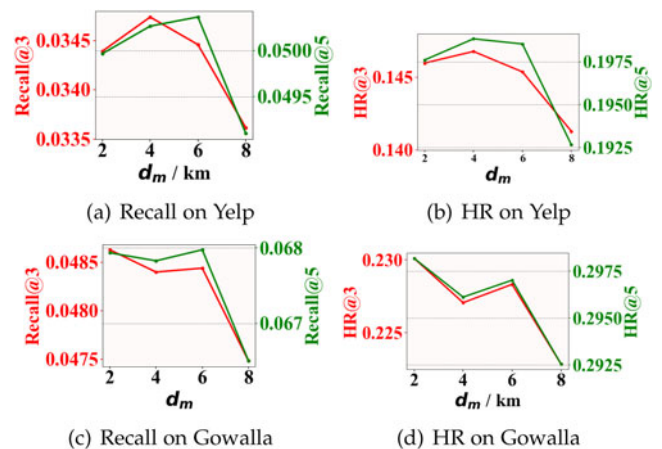 0.0345
0.0340
0.0335
Recall@3
0.0500
0.0495
Recall@5
2 4 6 8
d_m / km
(a) Recall on Yelp
0.145
0.140
HR@3
0.1975
0.1950
0.1925
HR@5
2 4 6 8
d_m
(b) HR on Yelp
0.0485
0.0480
0.0475
Recall@3
0.068
0.067
Recall@5
2 4 6 8
d_m
(c) Recall on Gowalla
0.230
0.225
HR@3
0.2975
0.2950
0.2925
HR@5
2 4 6 8
d_m / km
(d) HR on Gowalla